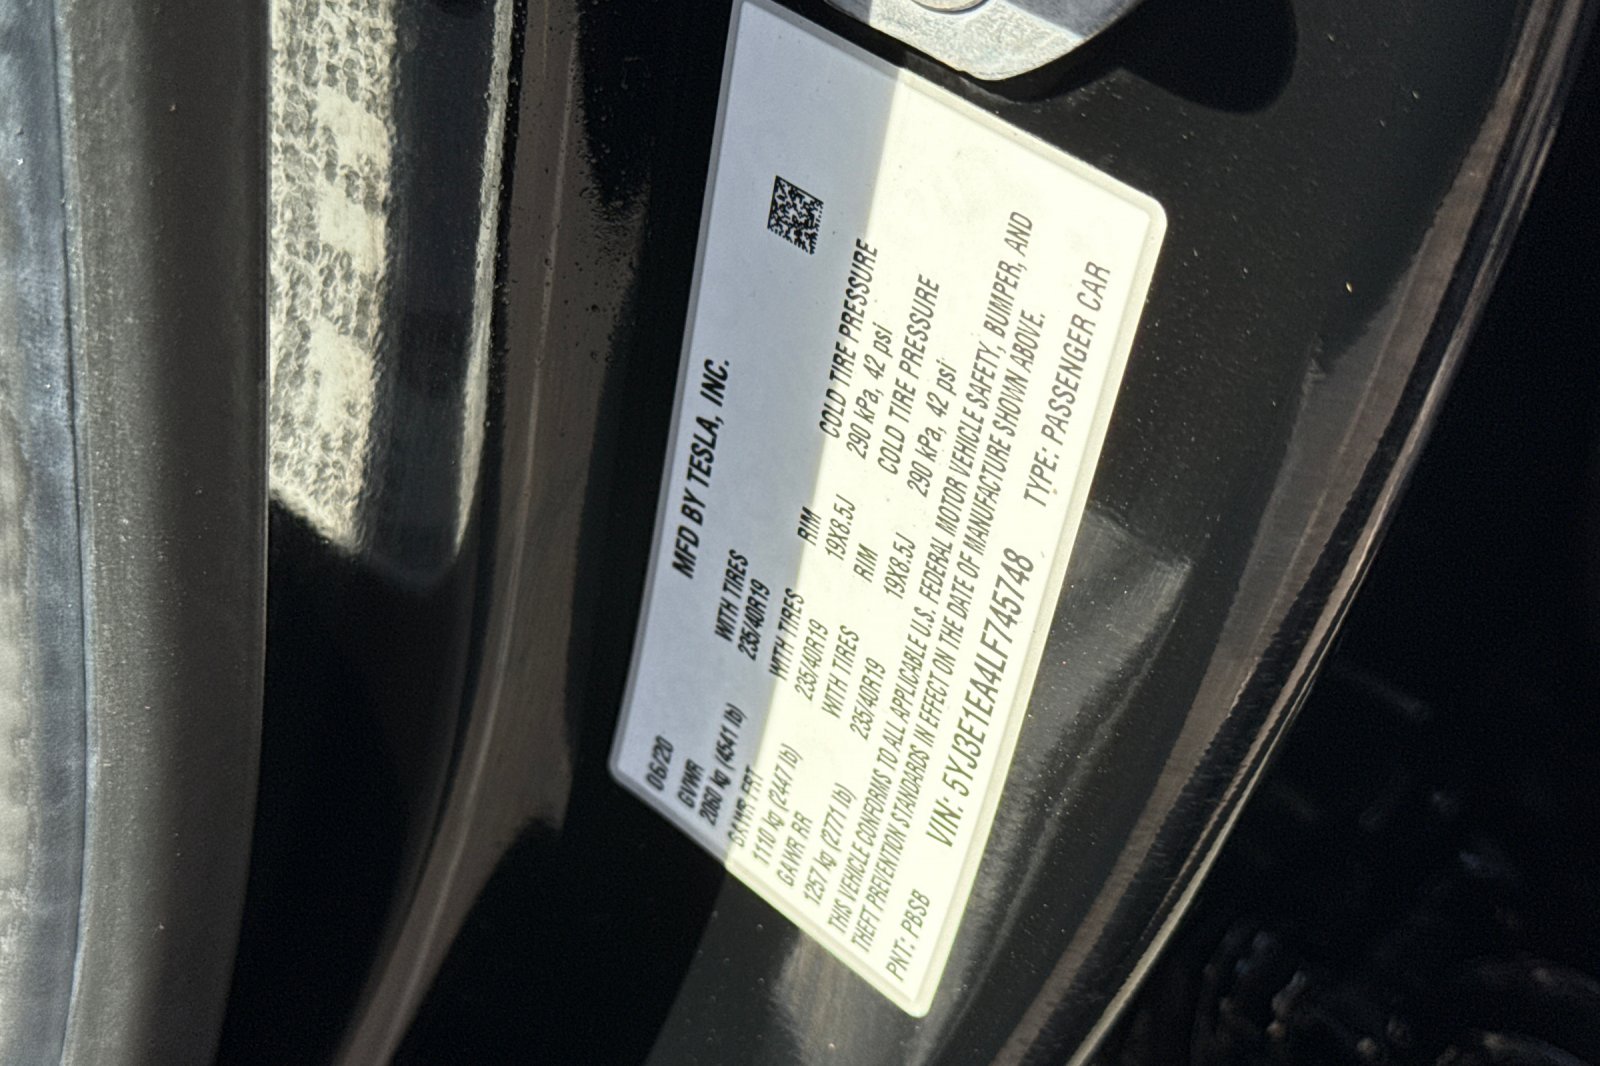 MFD BY TESLA, INC.
06/20
GVWR
2060 kg (4541 lb) WITH TIRES
235/40R19
GAWR FRT WITH TIRES RIM COLD TIRE PRESSURE
1110 kg (2447 lb) 235/40R19 19X8.5J 290 kPa, 42 psi
GAWR RR WITH TIRES RIM COLD TIRE PRESSURE
1257 kg (2771 lb) 235/40R19 19X8.5J 290 kPa, 42 psi
THIS VEHICLE CONFORMS TO ALL APPLICABLE U.S. FEDERAL MOTOR VEHICLE SAFETY, BUMPER, AND
THEFT PREVENTION STANDARDS IN EFFECT ON THE DATE OF MANUFACTURE SHOWN ABOVE.
PNT: PBSB VIN: 5YJ3E1EA4LF745748 TYPE: PASSENGER CAR